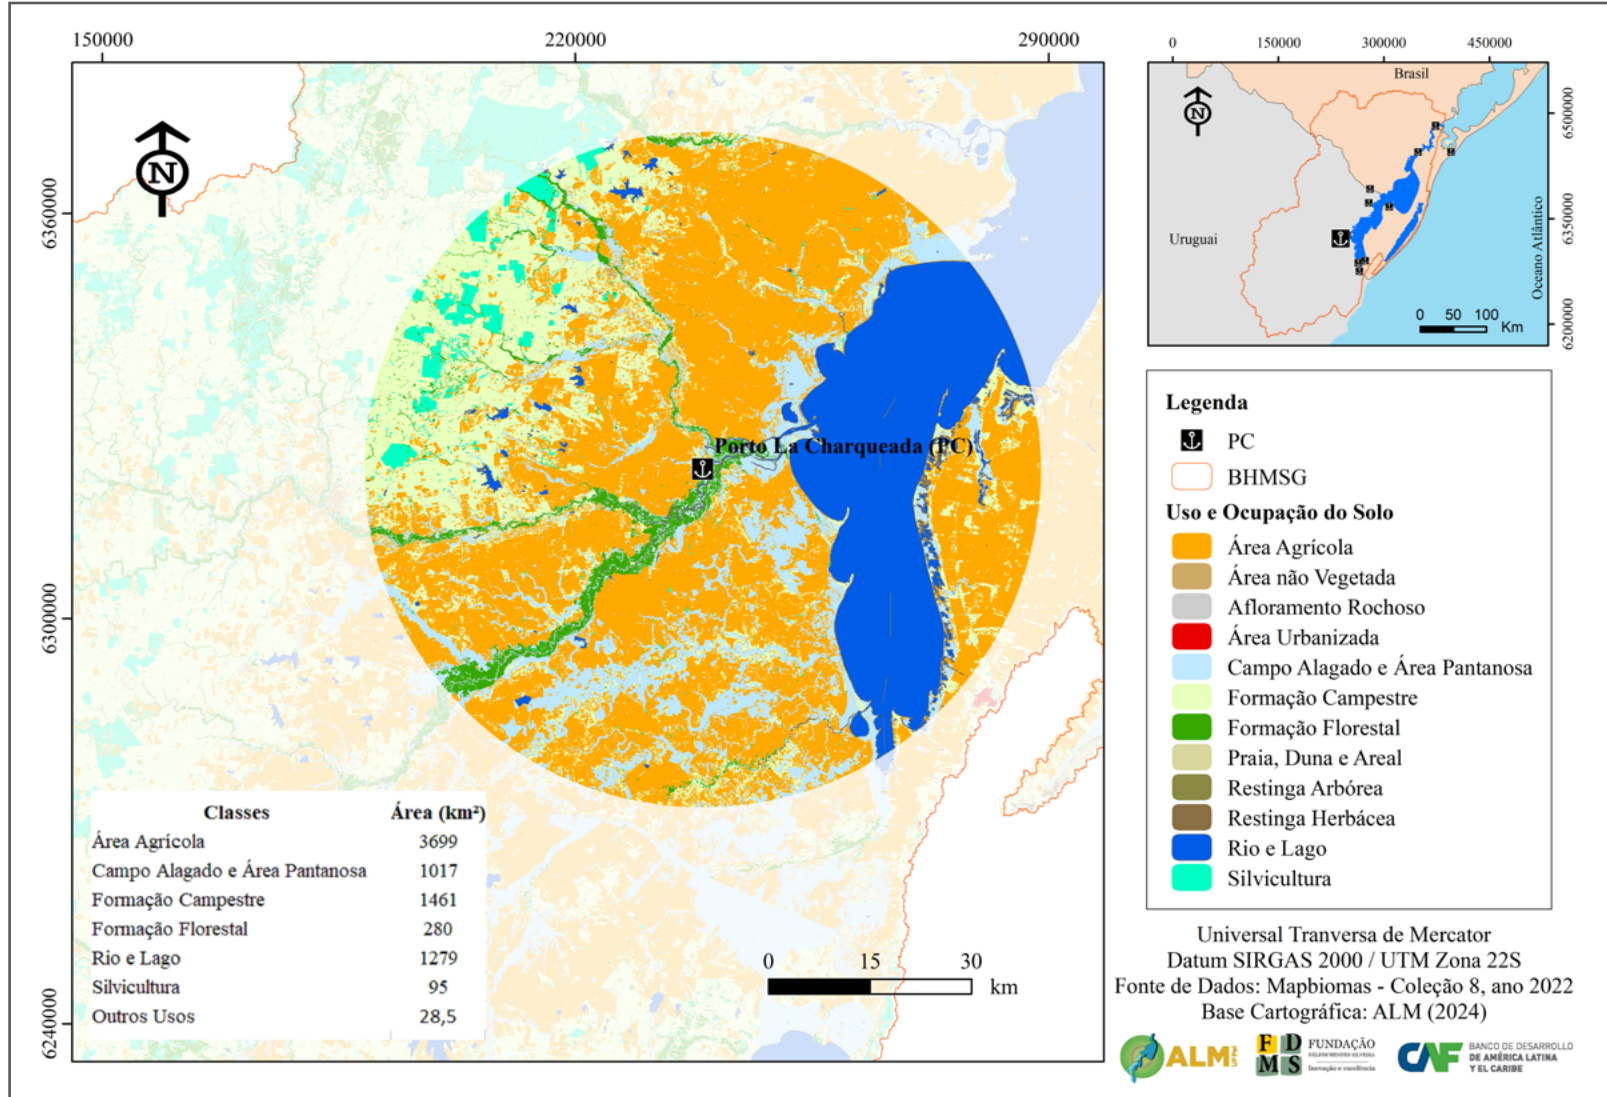 150000
220000
290000
6360000
6300000
6240000
N
Porto La Charqueada (PC)
Classes Área (km²)
Área Agrícola 3699
Campo Alagado e Área Pantanosa 1017
Formação Campestre 1461
Formação Florestal 280
Rio e Lago 1279
Silvicultura 95
Outros Usos 28,5
0 15 30
km
0 150000 300000 450000
Brasil
N
Uruguai
Oceano Atlântico
6500000
6350000
6200000
0 50 100
Km
Legenda
PC
BHMSG
Uso e Ocupação do Solo
Área Agrícola
Área não Vegetada
Afloramento Rochoso
Área Urbanizada
Campo Alagado e Área Pantanosa
Formação Campestre
Formação Florestal
Praia, Duna e Areal
Restinga Arbórea
Restinga Herbácea
Rio e Lago
Silvicultura
Universal Tranversa de Mercator
Datum SIRGAS 2000 / UTM Zona 22S
Fonte de Dados: Mapbiomas - Coleção 8, ano 2022
Base Cartográfica: ALM (2024)
ALM UFPel
F D
M S
FUNDAÇÃO
DELFIM MENDES SILVEIRA
Inovação e excelência
CAF
BANCO DE DESARROLLO
DE AMÉRICA LATINA
Y EL CARIBE